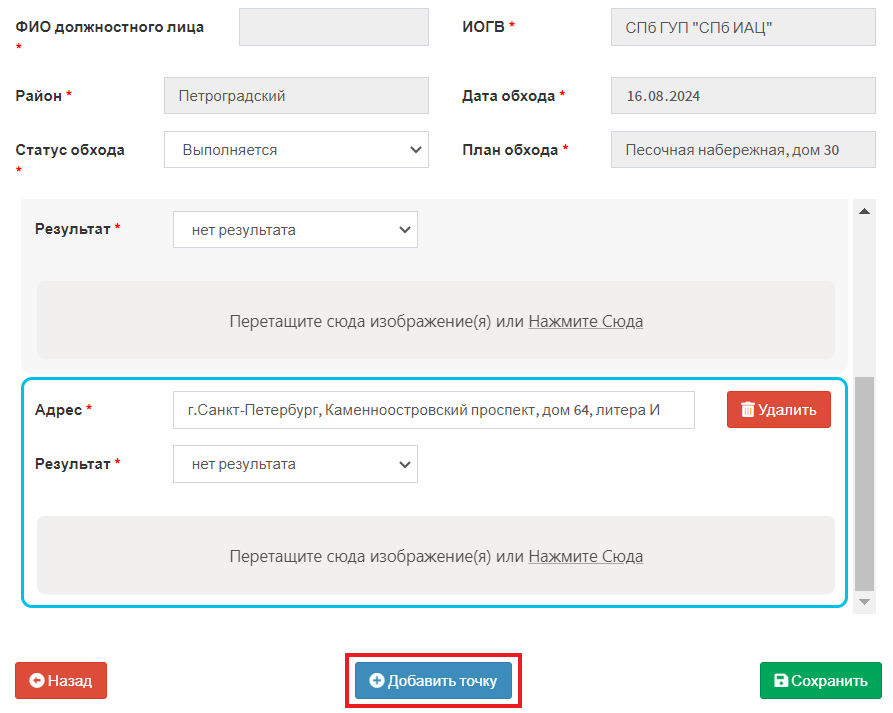 ФИО должностного лица *
ИОГВ * СПб ГУП "СПб ИАЦ"
Район * Петроградский
Дата обхода * 16.08.2024
Статус обхода * Выполняется
План обхода * Песочная набережная, дом 30
Результат * нет результата
Перетащите сюда изображение(я) или Нажмите Сюда
Адрес * г.Санкт-Петербург, Каменноостровский проспект, дом 64, литера И
Удалить
Результат * нет результата
Перетащите сюда изображение(я) или Нажмите Сюда
Назад
Добавить точку
Сохранить